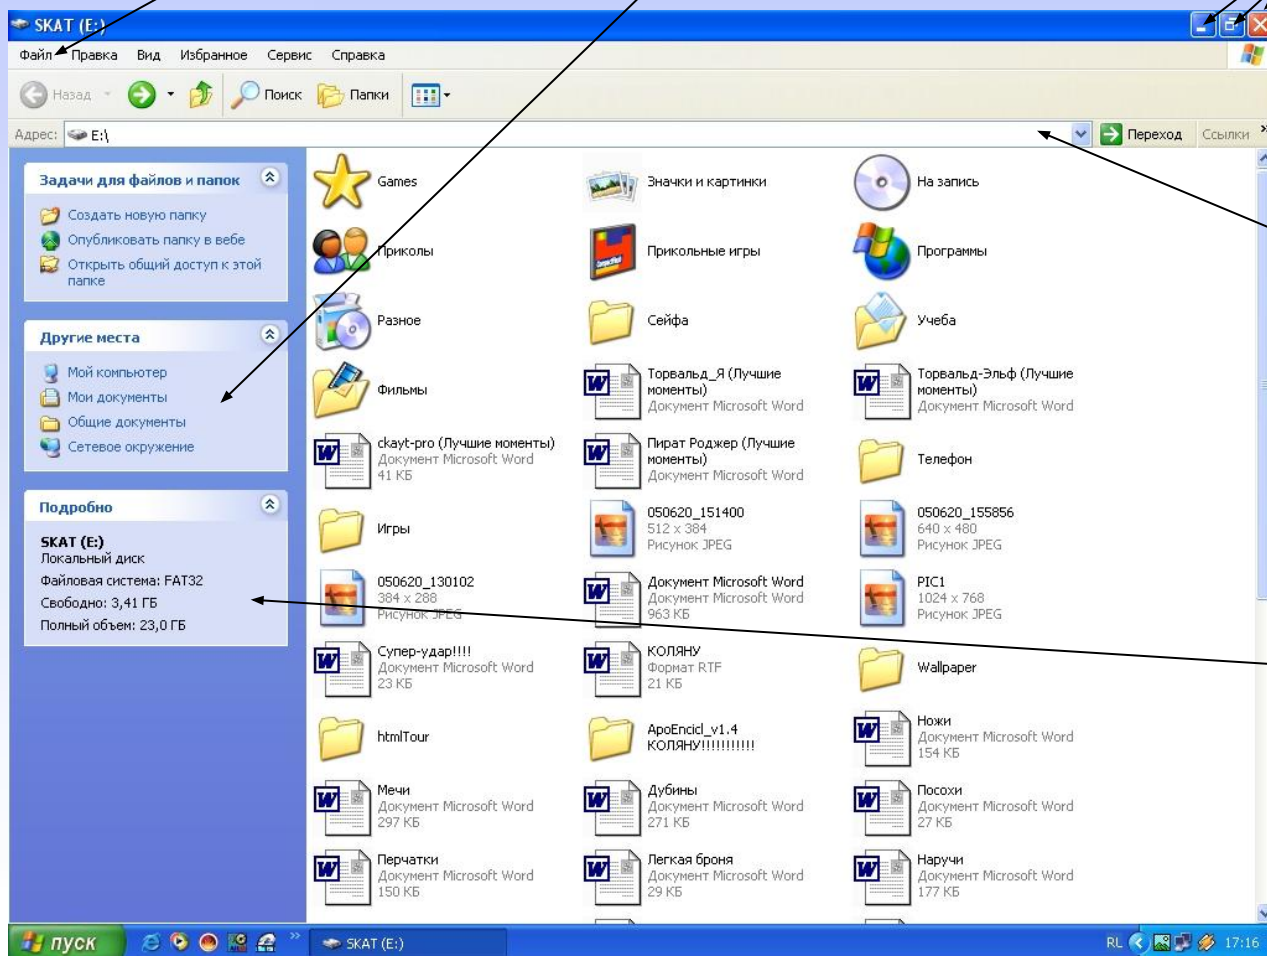 SKAT (E:)
Файл Правка Вид Избранное Сервис Справка
Назад Поиск Папки
Адрес: E:\ Переход Ссылки »
Задачи для файлов и папок
Создать новую папку
Опубликовать папку в вебе
Открыть общий доступ к этой
папке
Другие места
Мой компьютер
Мои документы
Общие документы
Сетевое окружение
Подробно
SKAT (E:)
Локальный диск
Файловая система: FAT32
Свободно: 3,41 ГБ
Полный объем: 23,0 ГБ
Games
Значки и картинки
На запись
Приколы
Прикольные игры
Программы
Разное
Сейфа
Учеба
Фильмы
Торвальд_Я (Лучшие
моменты)
Документ Microsoft Word
Торвальд-Эльф (Лучшие
моменты)
Документ Microsoft Word
ckayt-pro (Лучшие моменты)
Документ Microsoft Word
41 КБ
Пират Роджер (Лучшие
моменты)
Документ Microsoft Word
Телефон
Игры
050620_151400
512 x 384
Рисунок JPEG
050620_155856
640 x 480
Рисунок JPEG
050620_130102
384 x 288
Рисунок JPEG
Документ Microsoft Word
Документ Microsoft Word
963 КБ
PIC1
1024 x 768
Рисунок JPEG
Супер-удар!!!!
Документ Microsoft Word
23 КБ
КОЛЯНУ
Формат RTF
21 КБ
Wallpaper
htmlTour
ApoEncicl_v1.4
КОЛЯНУ!!!!!!!!!!!
Ножи
Документ Microsoft Word
154 КБ
Мечи
Документ Microsoft Word
297 КБ
Дубины
Документ Microsoft Word
271 КБ
Посохи
Документ Microsoft Word
27 КБ
Перчатки
Документ Microsoft Word
150 КБ
Легкая броня
Документ Microsoft Word
29 КБ
Наручи
Документ Microsoft Word
177 КБ
пуск » SKAT (E:) RL 17:16